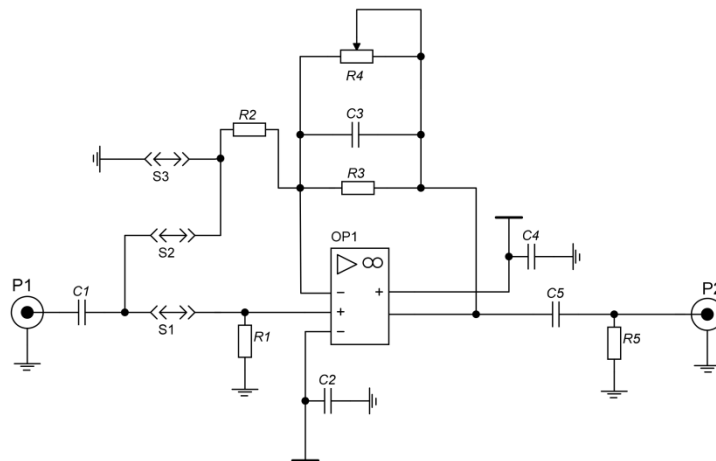 R4
R2
C3
S3
R3
S2
OP1
C4
P1
C1
▷ ∞
−
+
C5
P2
S1
+
R1
−
R5
C2